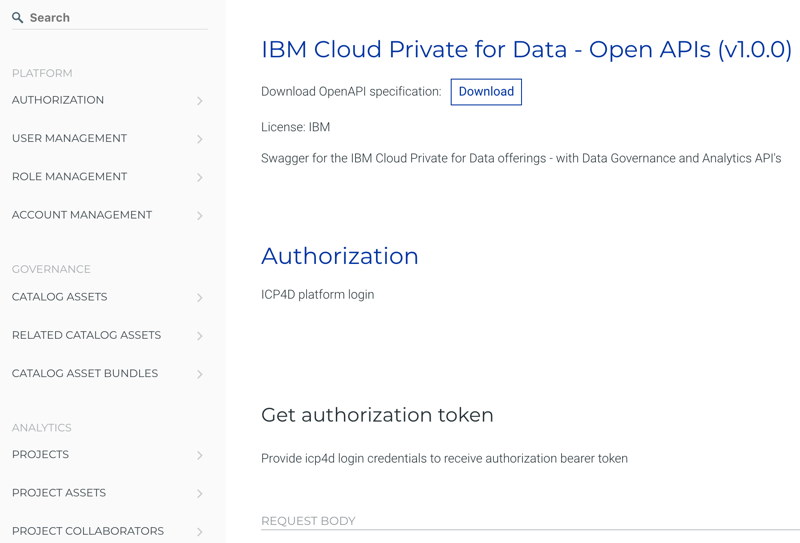 Search
PLATFORM
AUTHORIZATION
USER MANAGEMENT
ROLE MANAGEMENT
ACCOUNT MANAGEMENT
GOVERNANCE
CATALOG ASSETS
RELATED CATALOG ASSETS
CATALOG ASSET BUNDLES
ANALYTICS
PROJECTS
PROJECT ASSETS
PROJECT COLLABORATORS
IBM Cloud Private for Data - Open APIs (v1.0.0)
Download OpenAPI specification: Download
License: IBM
Swagger for the IBM Cloud Private for Data offerings - with Data Governance and Analytics API's
Authorization
ICP4D platform login
Get authorization token
Provide icp4d login credentials to receive authorization bearer token
REQUEST BODY